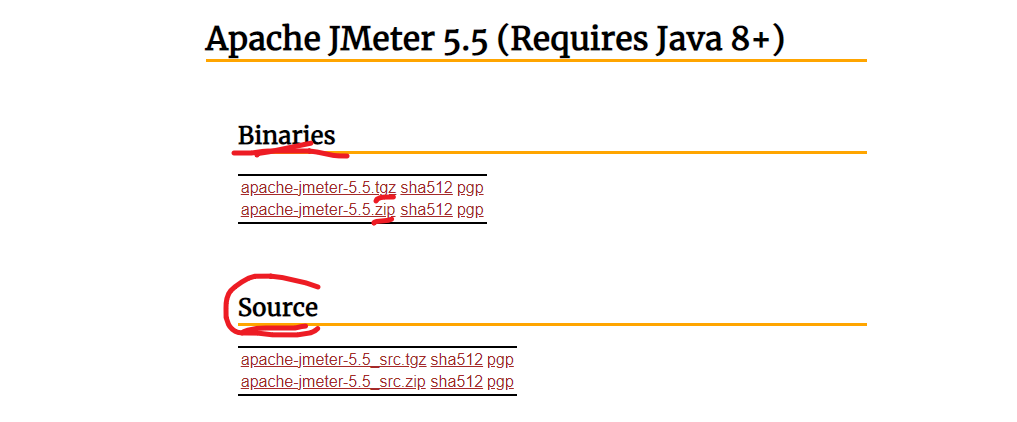 Apache JMeter 5.5 (Requires Java 8+)
Binaries
apache-jmeter-5.5.tgz sha512 pgp
apache-jmeter-5.5.zip sha512 pgp
Source
apache-jmeter-5.5_src.tgz sha512 pgp
apache-jmeter-5.5_src.zip sha512 pgp